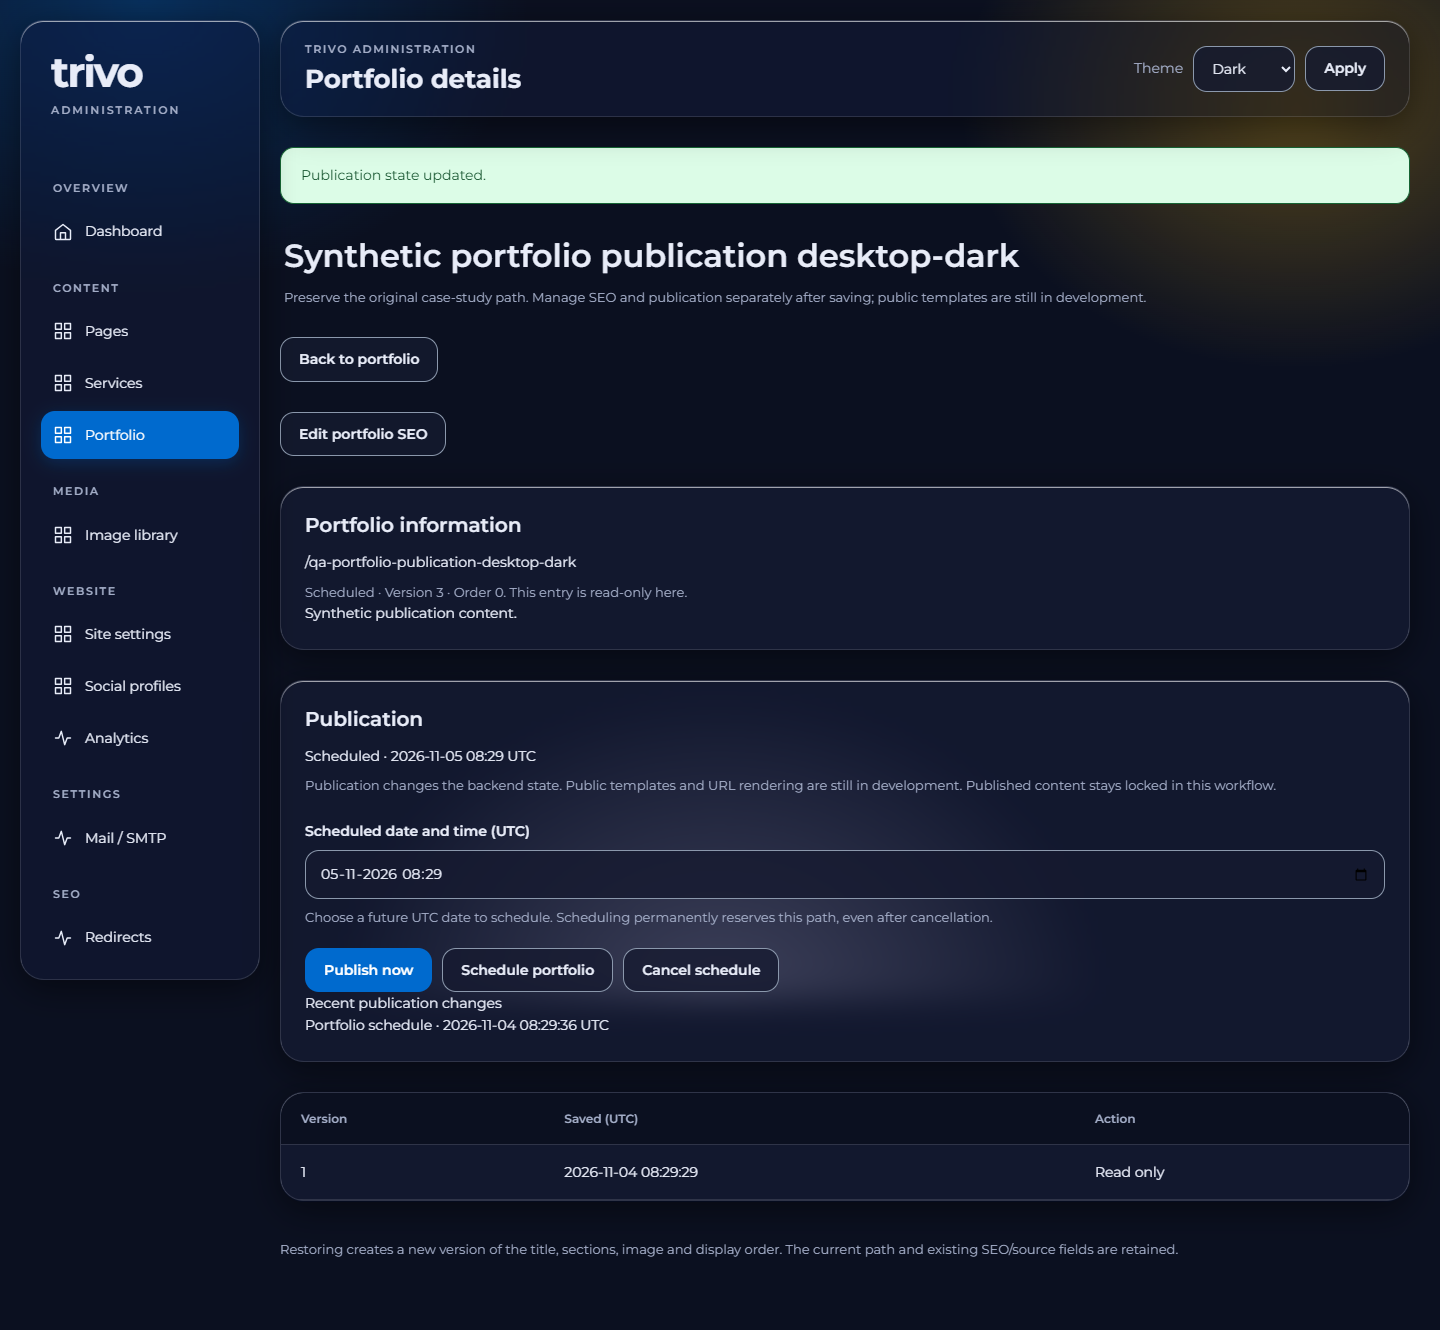 trivo
ADMINISTRATION
OVERVIEW
Dashboard
CONTENT
Pages
Services
Portfolio
MEDIA
Image library
WEBSITE
Site settings
Social profiles
Analytics
SETTINGS
Mail / SMTP
SEO
Redirects
TRIVO ADMINISTRATION
Portfolio details
Theme
Dark
Apply
Publication state updated.
Synthetic portfolio publication desktop-dark
Preserve the original case-study path. Manage SEO and publication separately after saving; public templates are still in development.
Back to portfolio
Edit portfolio SEO
Portfolio information
/qa-portfolio-publication-desktop-dark
Scheduled · Version 3 · Order 0. This entry is read-only here.
Synthetic publication content.
Publication
Scheduled · 2026-11-05 08:29 UTC
Publication changes the backend state. Public templates and URL rendering are still in development. Published content stays locked in this workflow.
Scheduled date and time (UTC)
05-11-2026 08:29
Choose a future UTC date to schedule. Scheduling permanently reserves this path, even after cancellation.
Publish now
Schedule portfolio
Cancel schedule
Recent publication changes
Portfolio schedule · 2026-11-04 08:29:36 UTC
Version Saved (UTC) Action
1 2026-11-04 08:29:29 Read only
Restoring creates a new version of the title, sections, image and display order. The current path and existing SEO/source fields are retained.